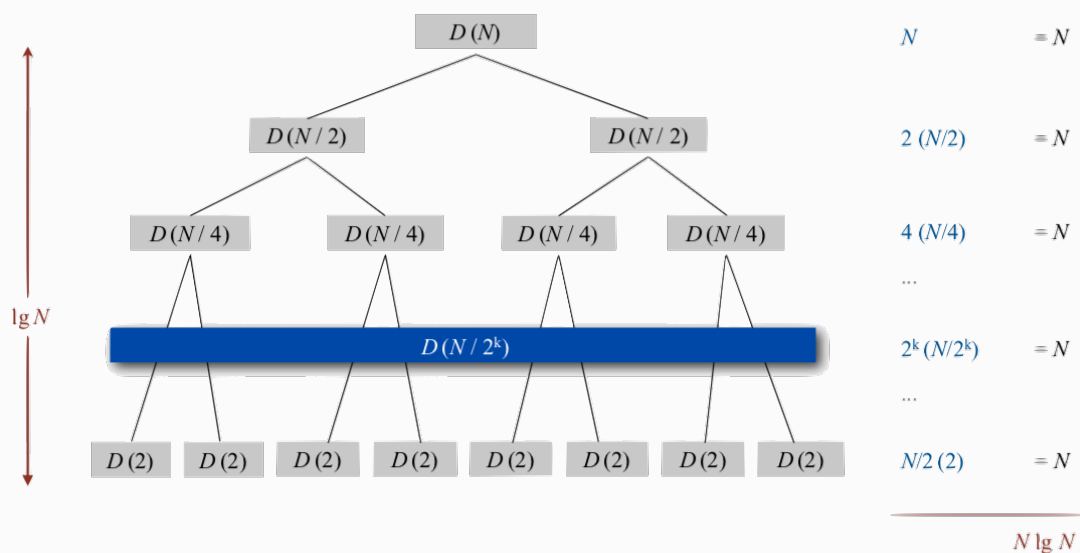 D (N) N = N
D (N / 2) D (N / 2) 2 (N/2) = N
D (N / 4) D (N / 4) D (N / 4) D (N / 4) 4 (N/4) = N
...
lg N
D (N / 2ᵏ) 2ᵏ (N/2ᵏ) = N
...
D (2) D (2) D (2) D (2) D (2) D (2) D (2) D (2) N/2 (2) = N
N lg N